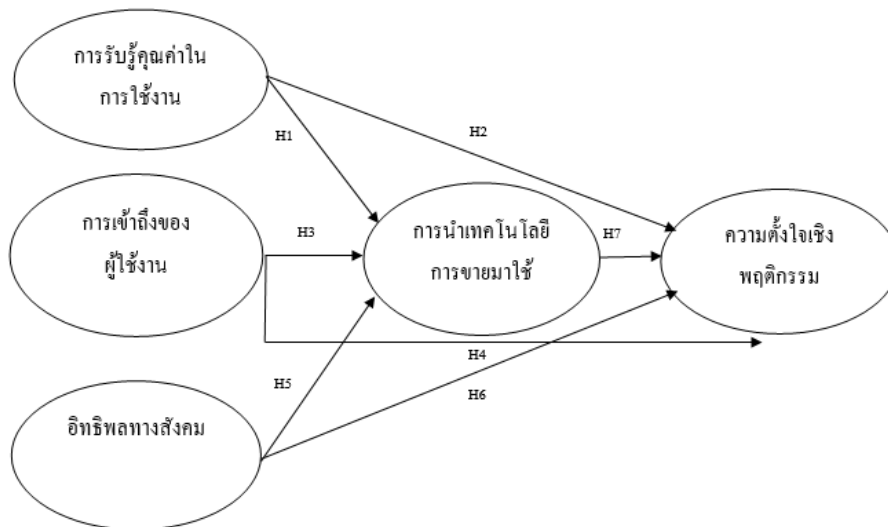 การรับรู้คุณค่าใน
การใช้งาน
H1
H2
การเข้าถึงของ
ผู้ใช้งาน
H3
การนำเทคโนโลยี
การขายมาใช้
H7
ความตั้งใจเชิง
พฤติกรรม
H4
H5
H6
อิทธิพลทางสังคม